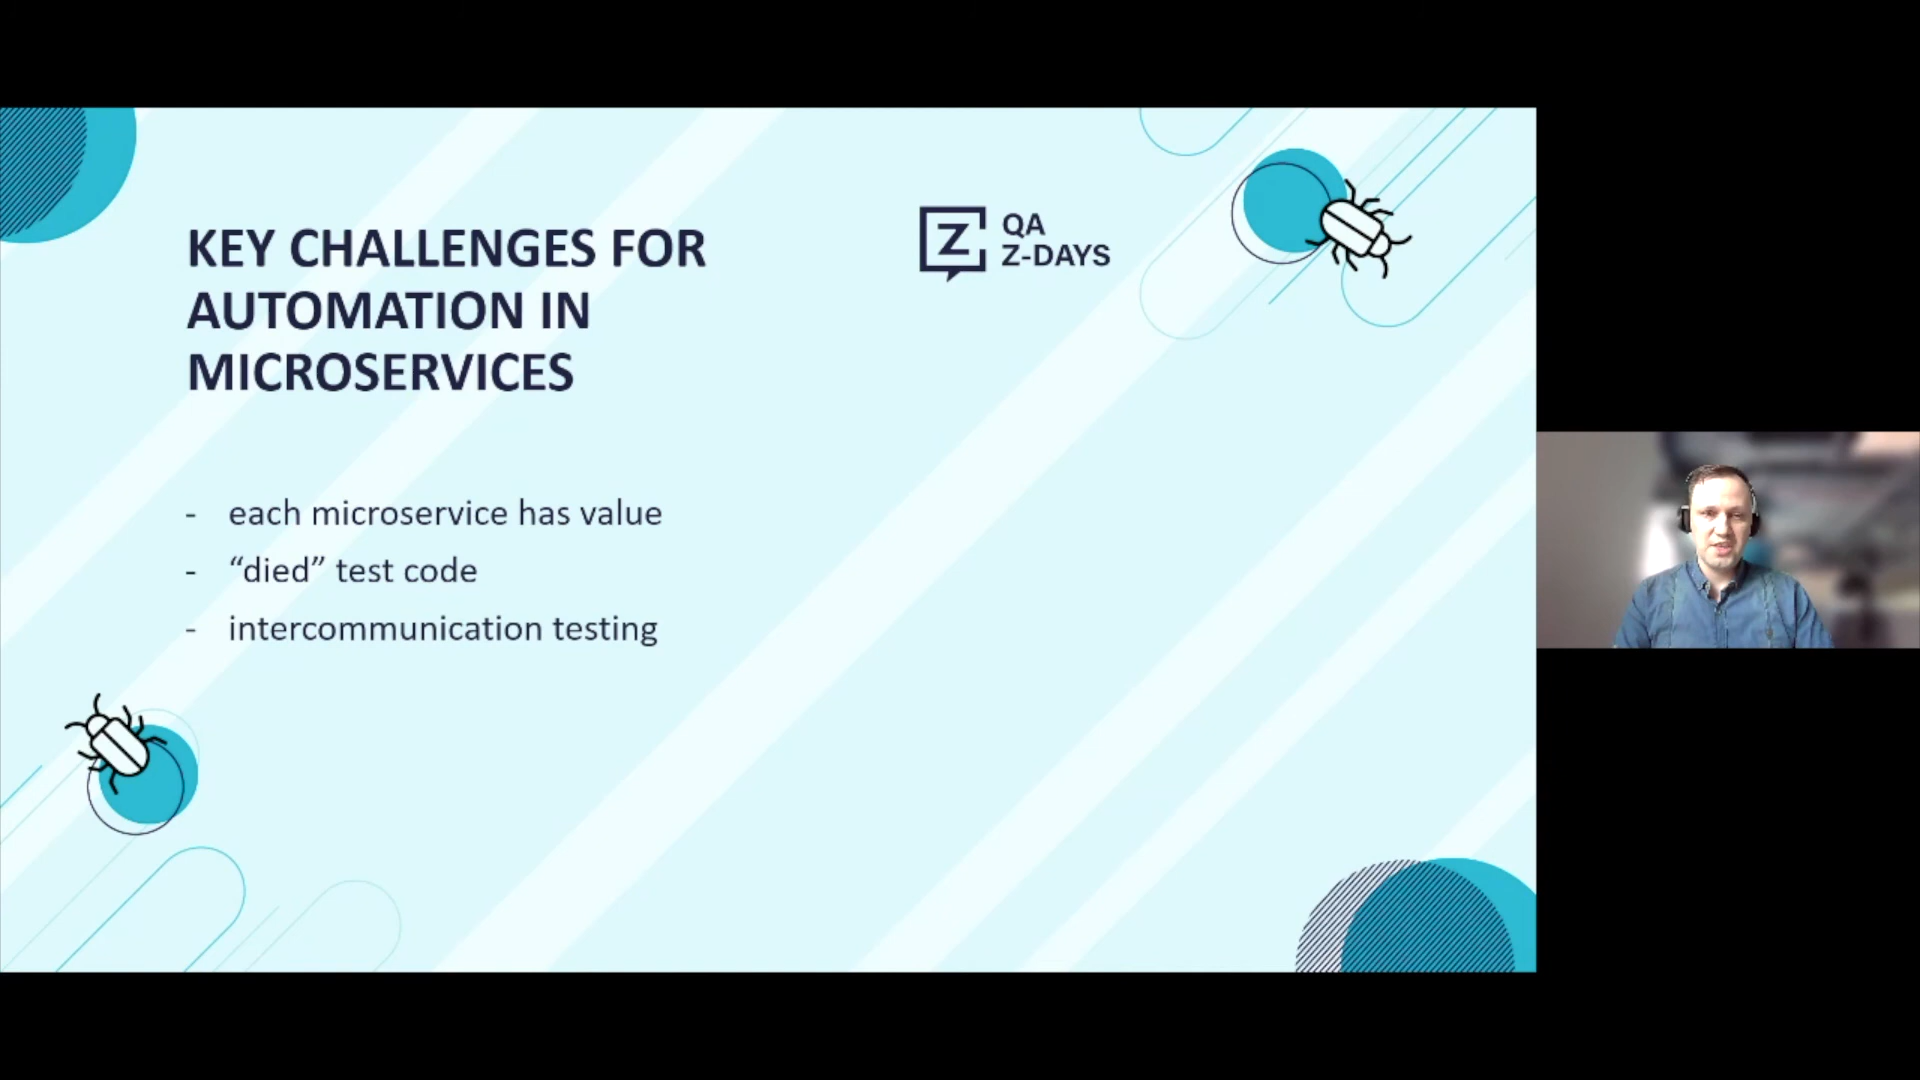 KEY CHALLENGES FOR
AUTOMATION IN
MICROSERVICES
Z
QA
Z-DAYS
- each microservice has value
- “died” test code
- intercommunication testing